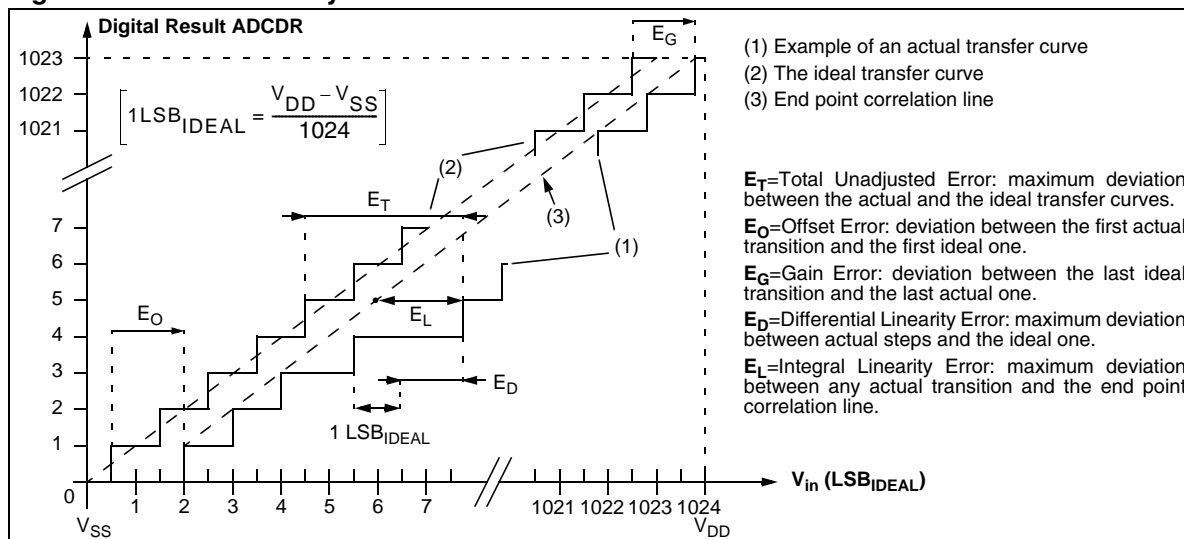 Digital Result ADCDR
E_G
1023
1022
1021
[1LSB_IDEAL = (V_DD – V_SS) / 1024]
(1) Example of an actual transfer curve
(2) The ideal transfer curve
(3) End point correlation line
(2)
E_T
(3)
7
(1)
6
5
E_O
E_L
4
3
E_D
2
1 LSB_IDEAL
1
0
1 2 3 4 5 6 7 1021 1022 1023 1024
V_in (LSB_IDEAL)
V_SS
V_DD
E_T=Total Unadjusted Error: maximum deviation
between the actual and the ideal transfer curves.
E_O=Offset Error: deviation between the first actual
transition and the first ideal one.
E_G=Gain Error: deviation between the last ideal
transition and the last actual one.
E_D=Differential Linearity Error: maximum deviation
between actual steps and the ideal one.
E_L=Integral Linearity Error: maximum deviation
between any actual transition and the end point
correlation line.